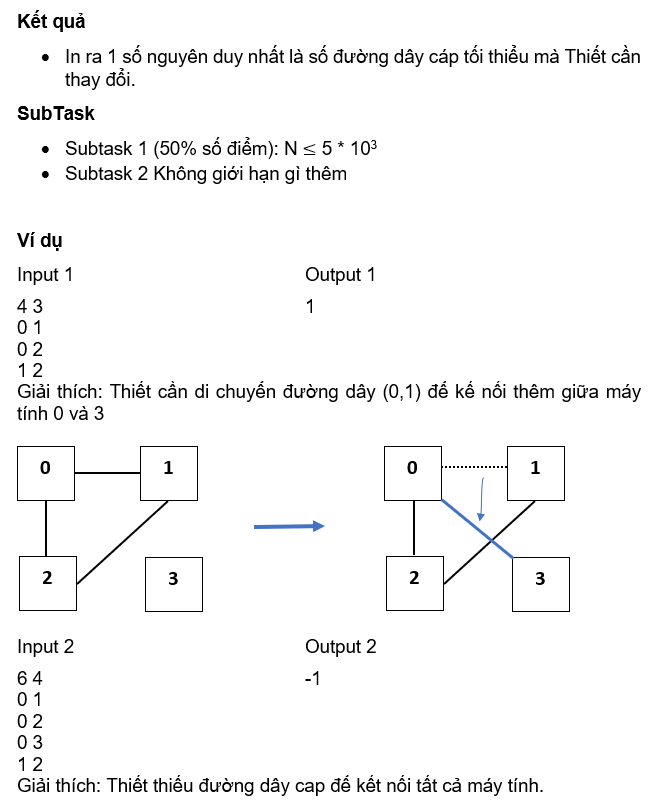 Kết quả
• In ra 1 số nguyên duy nhất là số đường dây cáp tối thiểu mà Thiết cần
thay đổi.
SubTask
• Subtask 1 (50% số điểm): N ≤ 5 * 10³
• Subtask 2 Không giới hạn gì thêm
Ví dụ
Input 1 Output 1
4 3 1
0 1
0 2
1 2
Giải thích: Thiết cần di chuyển đường dây (0,1) để kế nối thêm giữa máy
tính 0 và 3
0 1 0 1
2 3 2 3
Input 2 Output 2
6 4 -1
0 1
0 2
0 3
1 2
Giải thích: Thiết thiếu đường dây cap để kết nối tất cả máy tính.